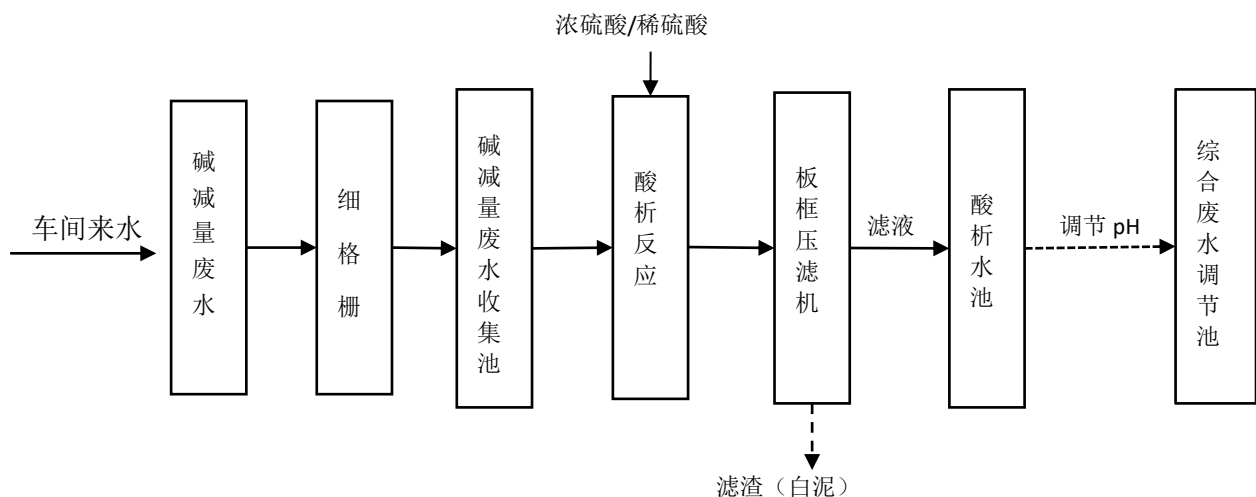 浓硫酸/稀硫酸
车间来水
碱减量废水
细格栅
碱减量废水收集池
酸析反应
板框压滤机
滤液
酸析水池
调节 pH
综合废水调节池
滤渣（白泥）